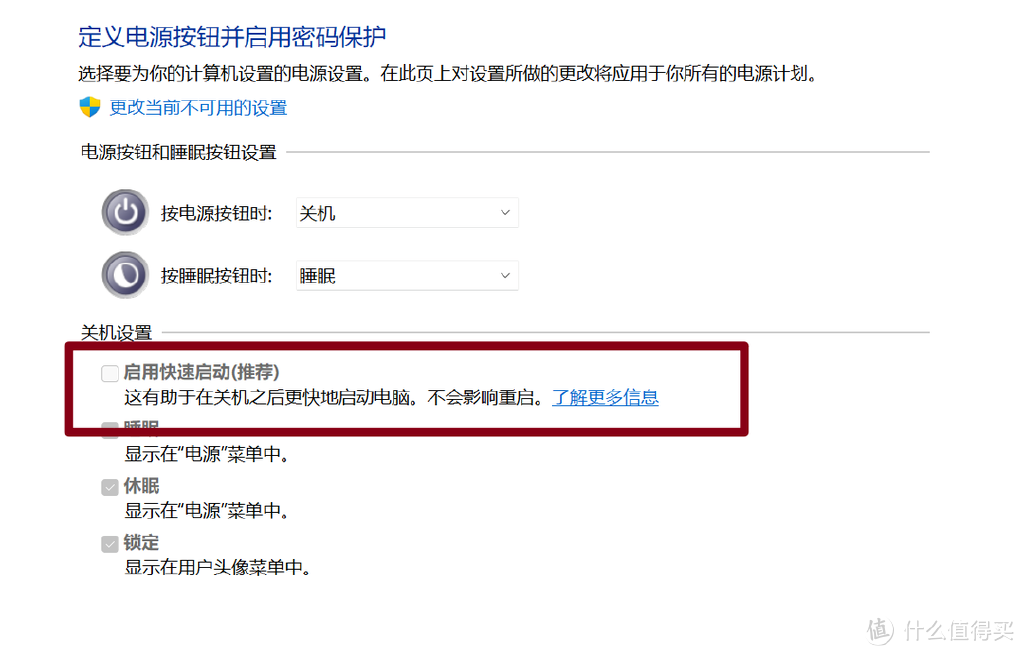 定义电源按钮并启用密码保护
选择要为你的计算机设置的电源设置。在此页上对设置所做的更改将应用于你所有的电源计划。
更改当前不可用的设置
电源按钮和睡眠按钮设置
按电源按钮时: 关机
按睡眠按钮时: 睡眠
关机设置
启用快速启动(推荐)
这有助于在关机之后更快地启动电脑。不会影响重启。了解更多信息
睡眠
显示在“电源”菜单中。
休眠
显示在“电源”菜单中。
锁定
显示在用户头像菜单中。
值 什么值得买